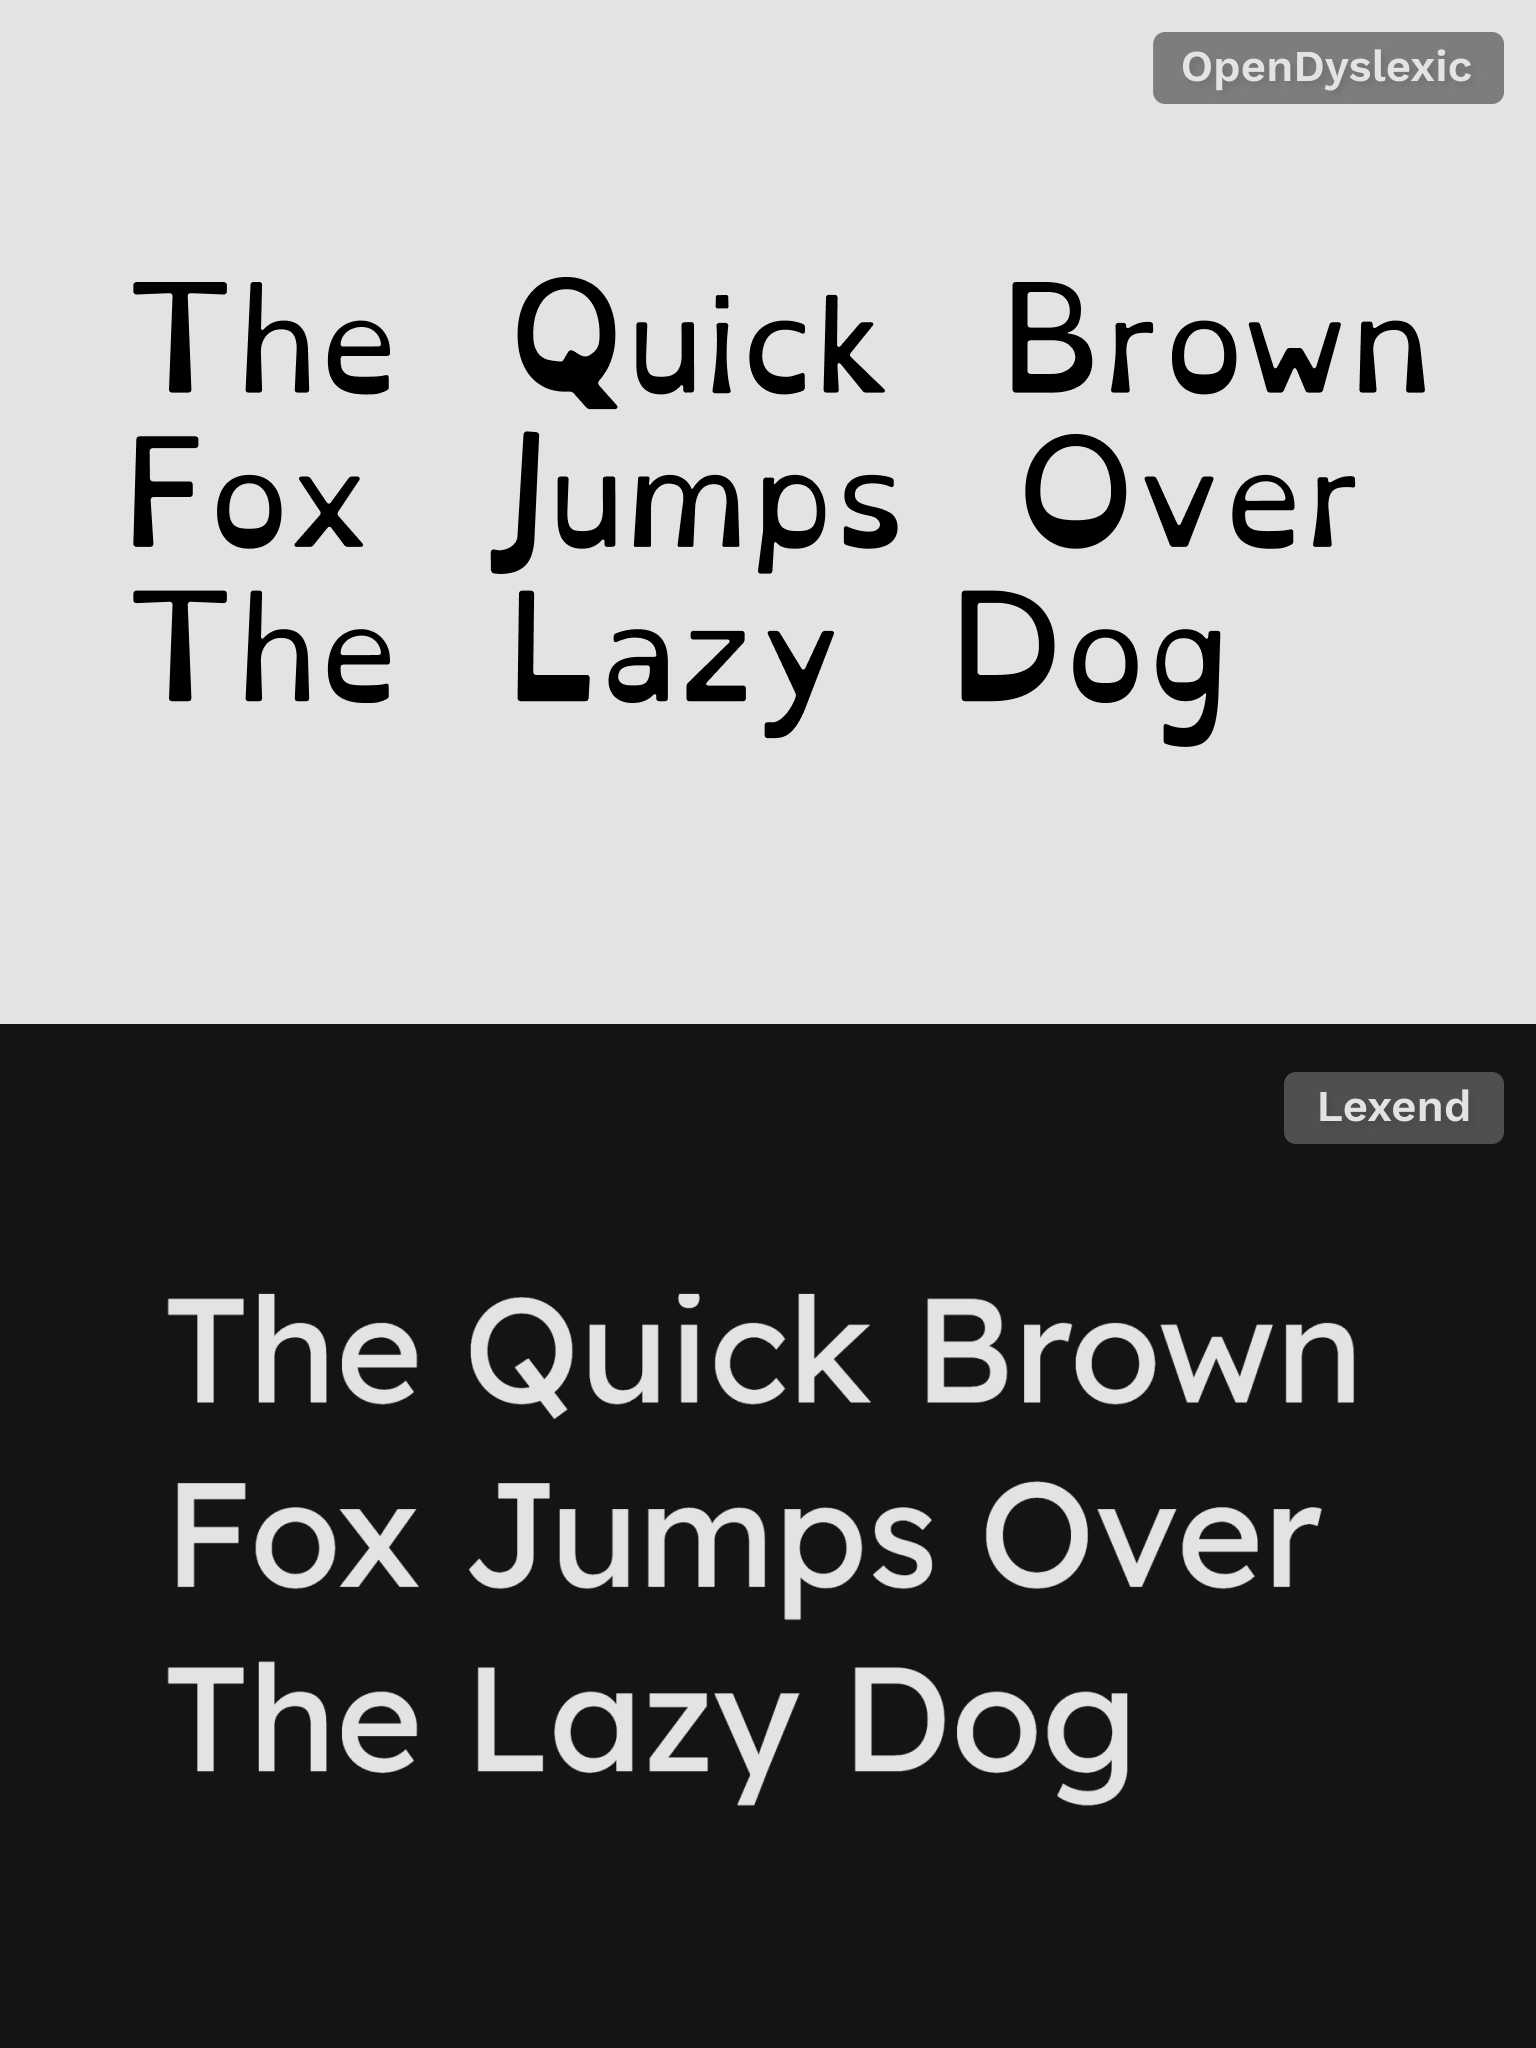 OpenDyslexic
The Quick Brown
Fox Jumps Over
The Lazy Dog
Lexend
The Quick Brown
Fox Jumps Over
The Lazy Dog